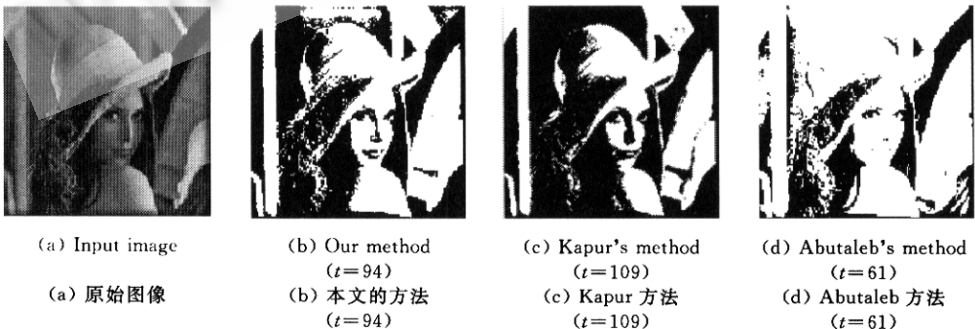 (a) Input image
(b) Our method
(c) Kapur's method
(d) Abutaleb's method
(t=94)
(t=109)
(t=61)
(a) 原始图像
(b) 本文的方法
(c) Kapur 方法
(d) Abutaleb 方法
(t=94)
(t=109)
(t=61)